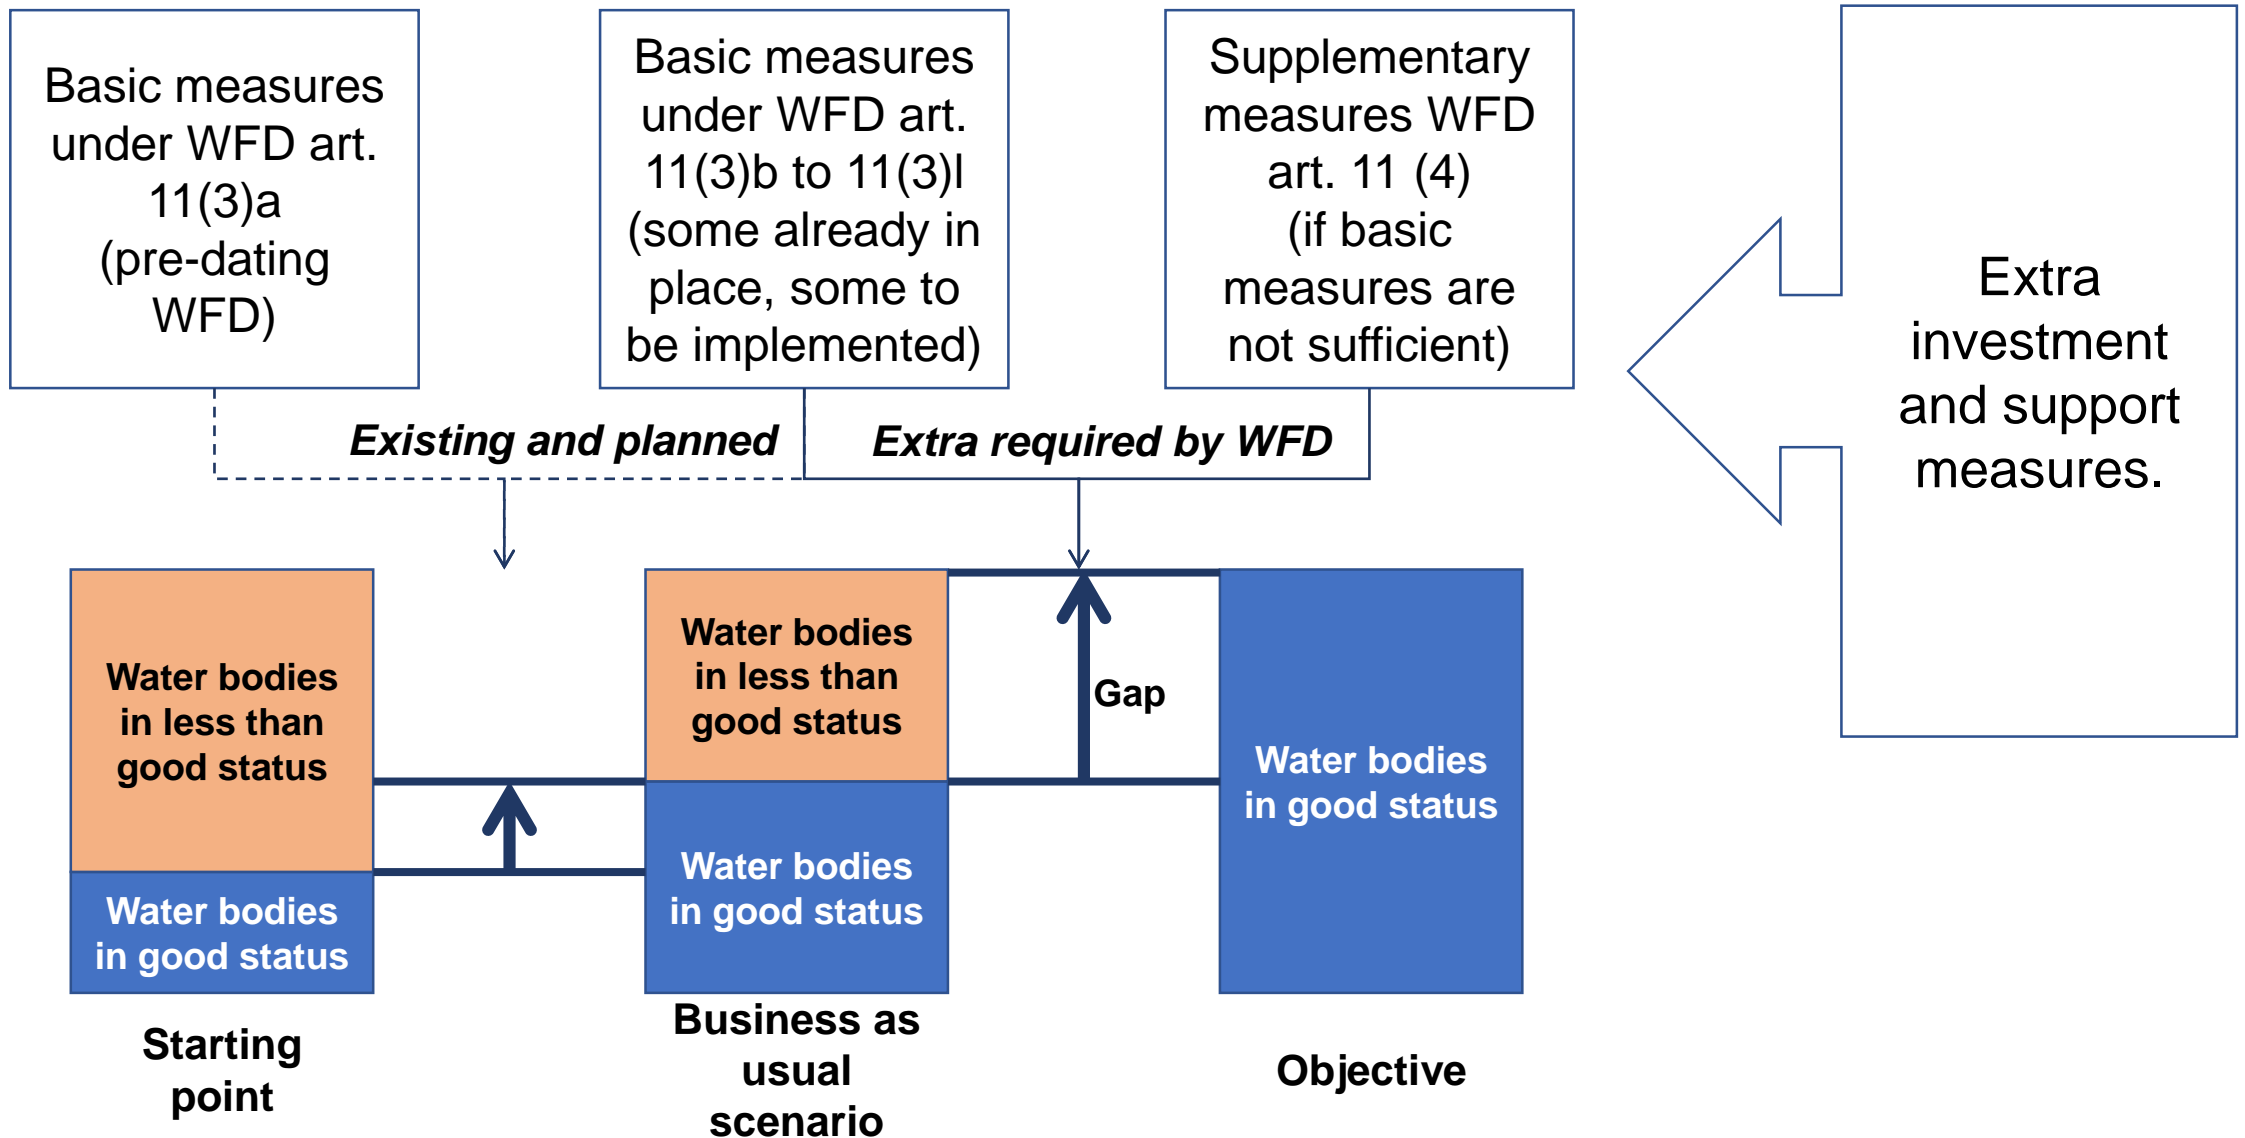 Basic measures
under WFD art.
11(3)a
(pre-dating
WFD)
Basic measures
under WFD art.
11(3)b to 11(3)l
(some already in
place, some to
be implemented)
Supplementary
measures WFD
art. 11 (4)
(if basic
measures are
not sufficient)
Extra
investment
and support
measures.
Existing and planned
Extra required by WFD
Water bodies
in less than
good status
Water bodies
in good status
Water bodies
in less than
good status
Water bodies
in good status
Gap
Water bodies
in good status
Starting
point
Business as
usual
scenario
Objective